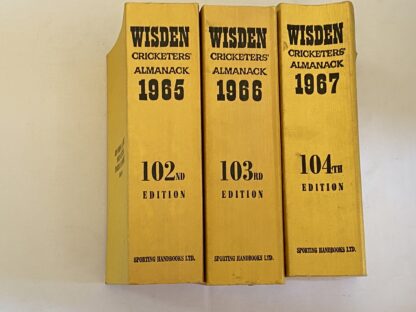 WISDEN
CRICKETERS'
ALMANACK
1965
102ND
EDITION
SPORTING HANDBOOKS LTD.
WISDEN
CRICKETERS'
ALMANACK
1966
103RD
EDITION
SPORTING HANDBOOKS LTD.
WISDEN
CRICKETERS'
ALMANACK
1967
104TH
EDITION
SPORTING HANDBOOKS LTD.